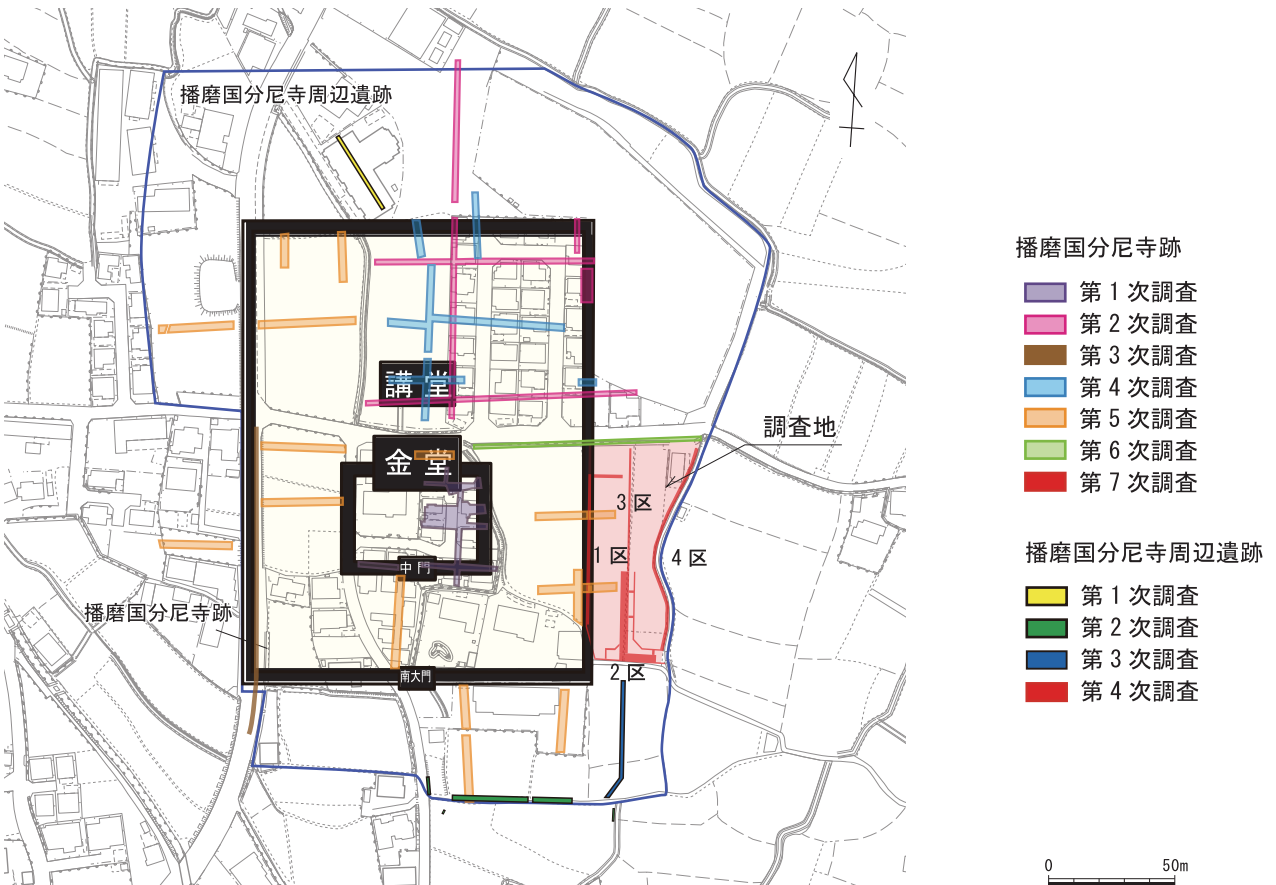 播磨国分尼寺周辺遺跡
講堂
金堂
中門
南大門
播磨国分尼寺跡
調査地
3区
1区
4区
2区
播磨国分尼寺跡
第1次調査
第2次調査
第3次調査
第4次調査
第5次調査
第6次調査
第7次調査
播磨国分尼寺周辺遺跡
第1次調査
第2次調査
第3次調査
第4次調査
0 50m